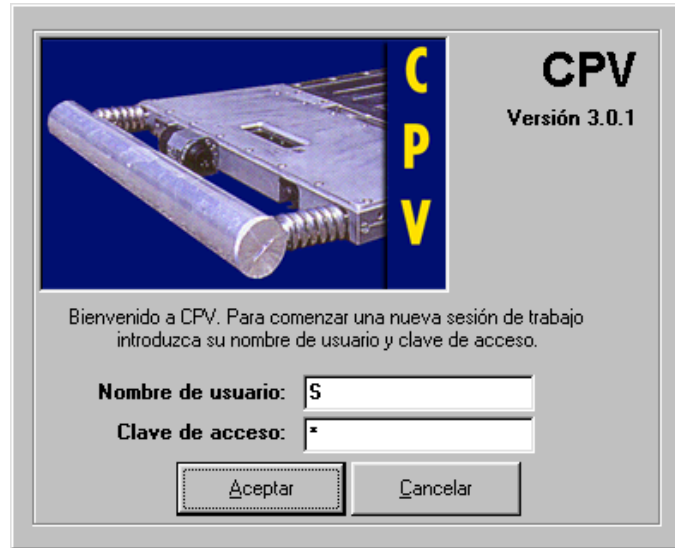 C
P
V
CPV
Versión 3.0.1
Bienvenido a CPV. Para comenzar una nueva sesión de trabajo
introduzca su nombre de usuario y clave de acceso.
Nombre de usuario: S
Clave de acceso: *
Aceptar Cancelar